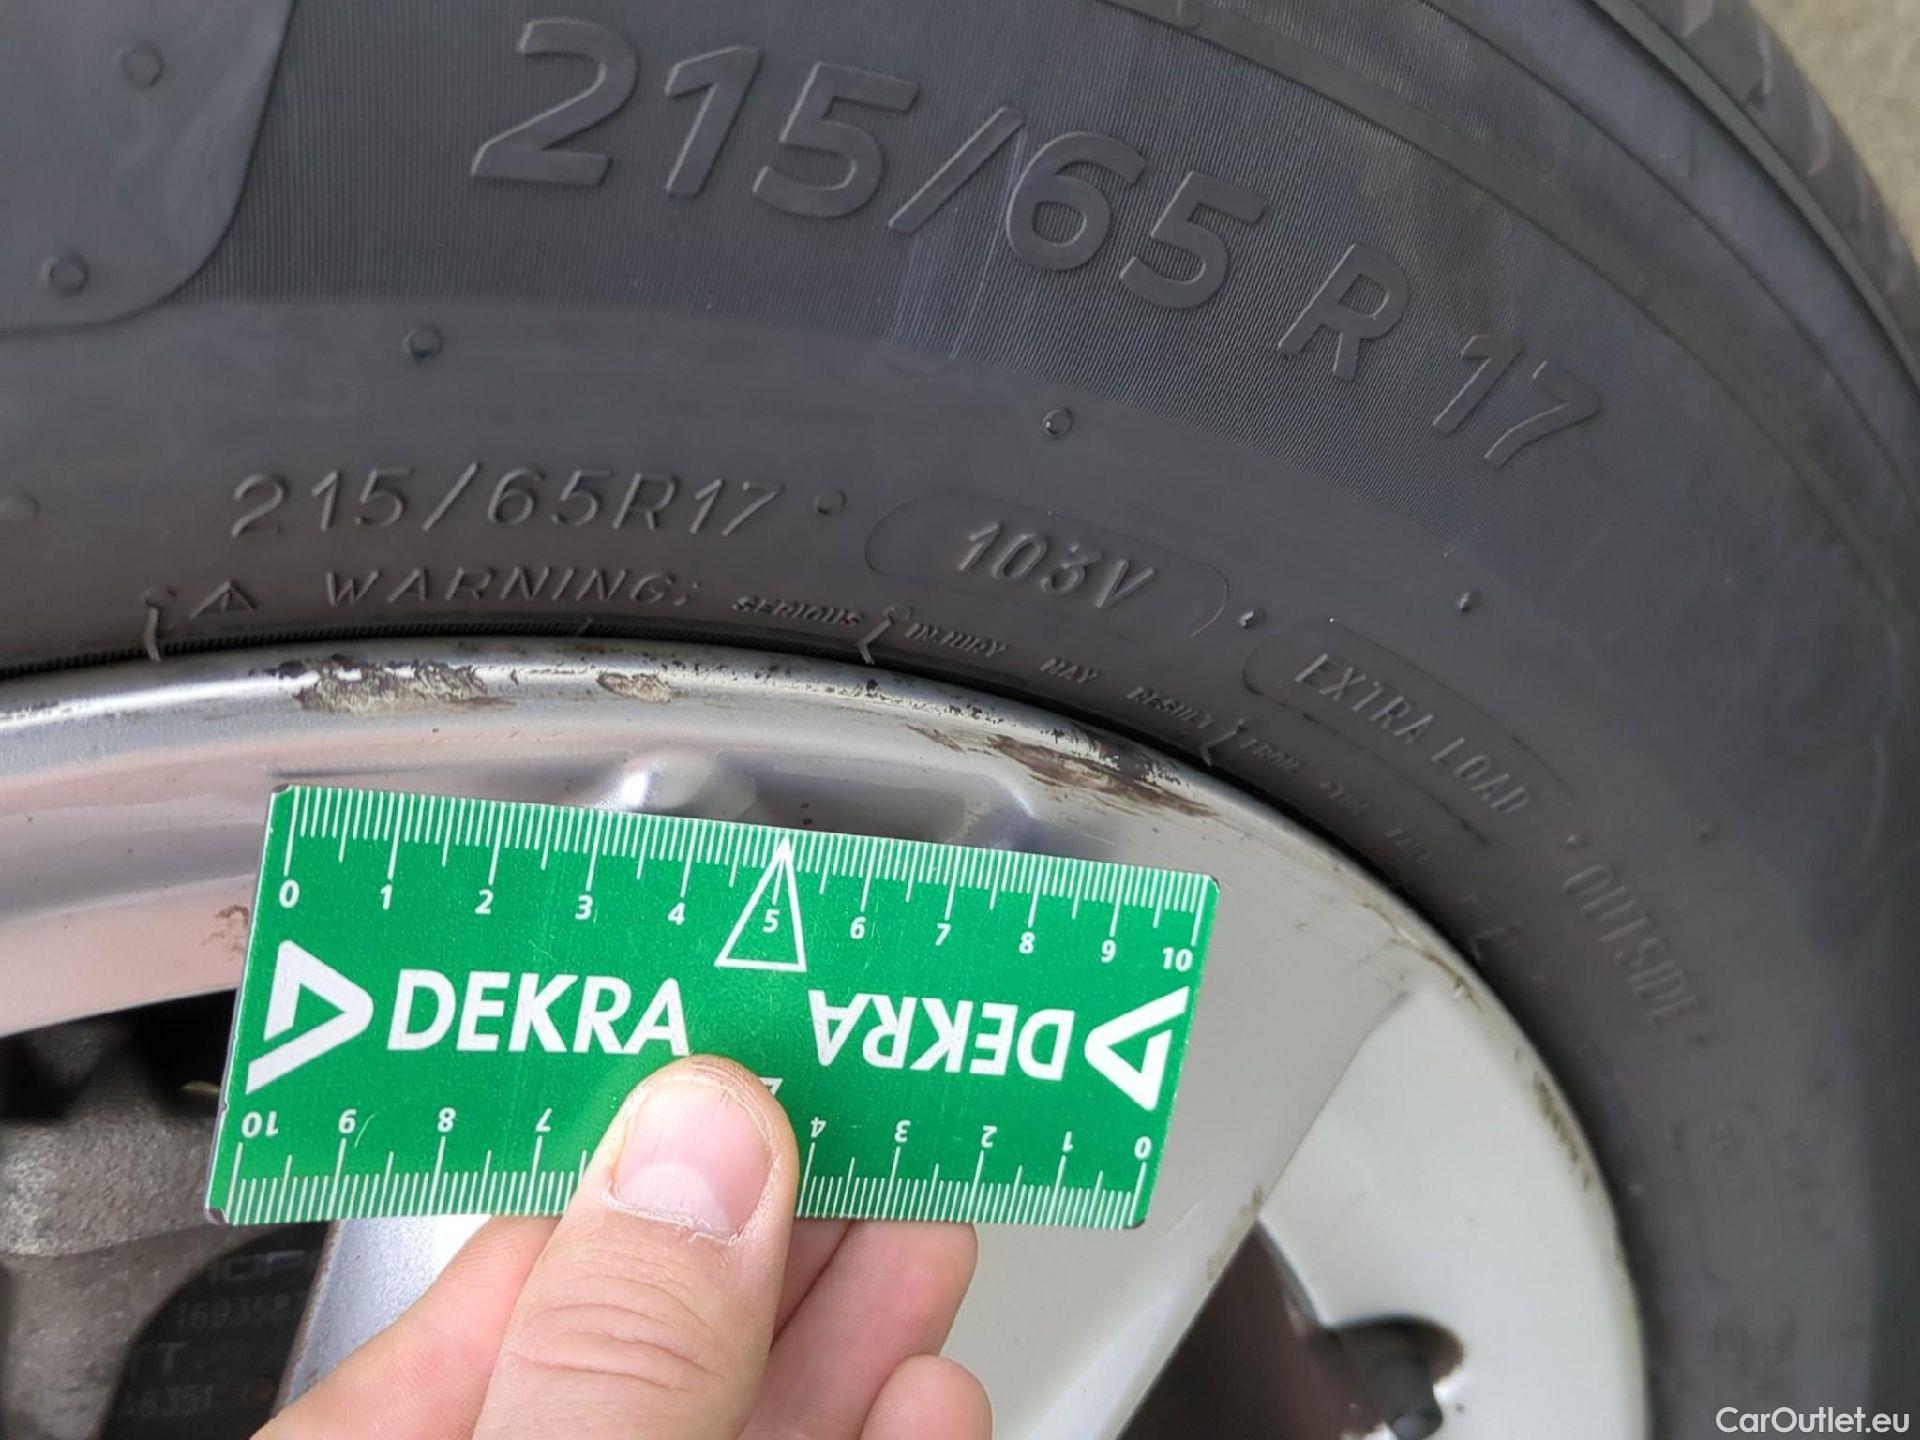 215/65 R 17
215/65R17
103V
WARNING: SERIOUS INJURY MAY RESULT FROM
EXTRA LOAD
OUTSIDE
0 1 2 3 4 5 6 7 8 9 10
DEKRA
DEKRA
10 9 8 7 4 3 2 1 0
CarOutlet.eu